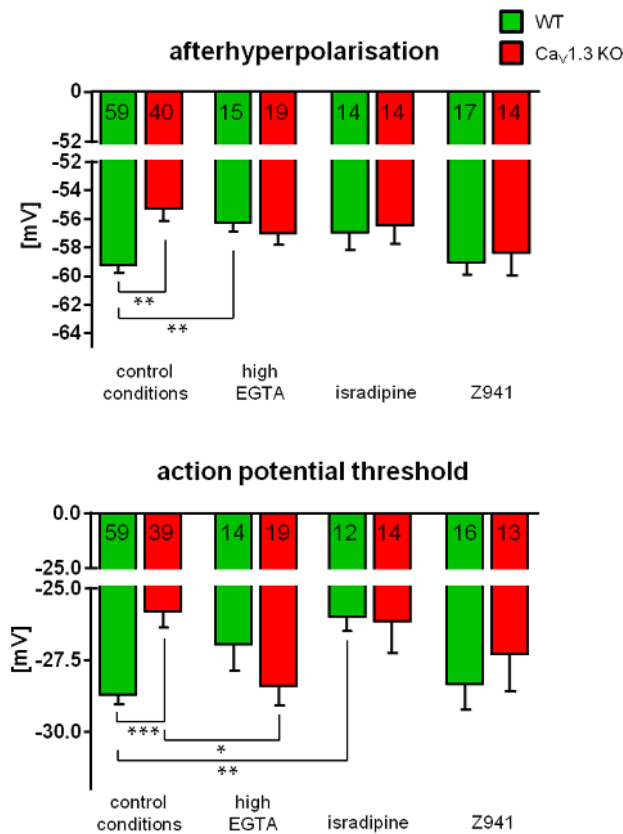 WT
Ca_V1.3 KO
afterhyperpolarisation
0
59 40 15 19 14 14 17 14
-52
-52
-54
-56
-58
-60
-62
-64
[mV]
**
**
control conditions
high EGTA
isradipine
Z941
action potential threshold
0.0
59 39 14 19 12 14 16 13
-25.0
-25.0
-27.5
-30.0
[mV]
***
*
**
control conditions
high EGTA
isradipine
Z941